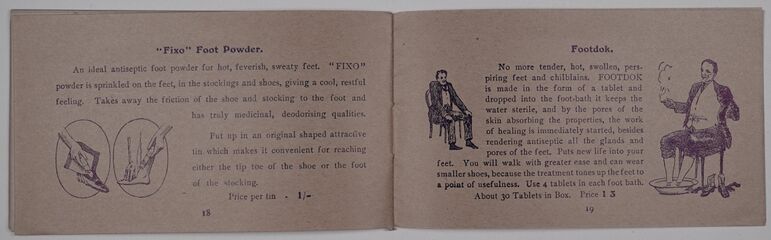 "Fixo" Foot Powder.
An ideal antiseptic foot powder for hot, feverish, sweaty feet. "FIXO"
powder is sprinkled on the feet, in the stockings and shoes, giving a cool, restful
feeling. Takes away the friction of the shoe and stocking to the foot and
has truly medicinal, deodorising qualities.
Put up in an original shaped attractive
tin which makes it convenient for reaching
either the tip toe of the shoe or the foot
of the stocking.
Price per tin - 1/-
18
Footdok.
No more tender, hot, swollen, pers-
piring feet and chilblains. FOOTDOK
is made in the form of a tablet and
dropped into the foot-bath it keeps the
water sterile, and by the pores of the
skin absorbing the properties, the work
of healing is immediately started, besides
rendering antiseptic all the glands and
pores of the feet. Puts new life into your
feet. You will walk with greater ease and can wear
smaller shoes, because the treatment tones up the feet to
a point of usefulness. Use 4 tablets in each foot bath.
About 30 Tablets in Box. Price 1 3
19